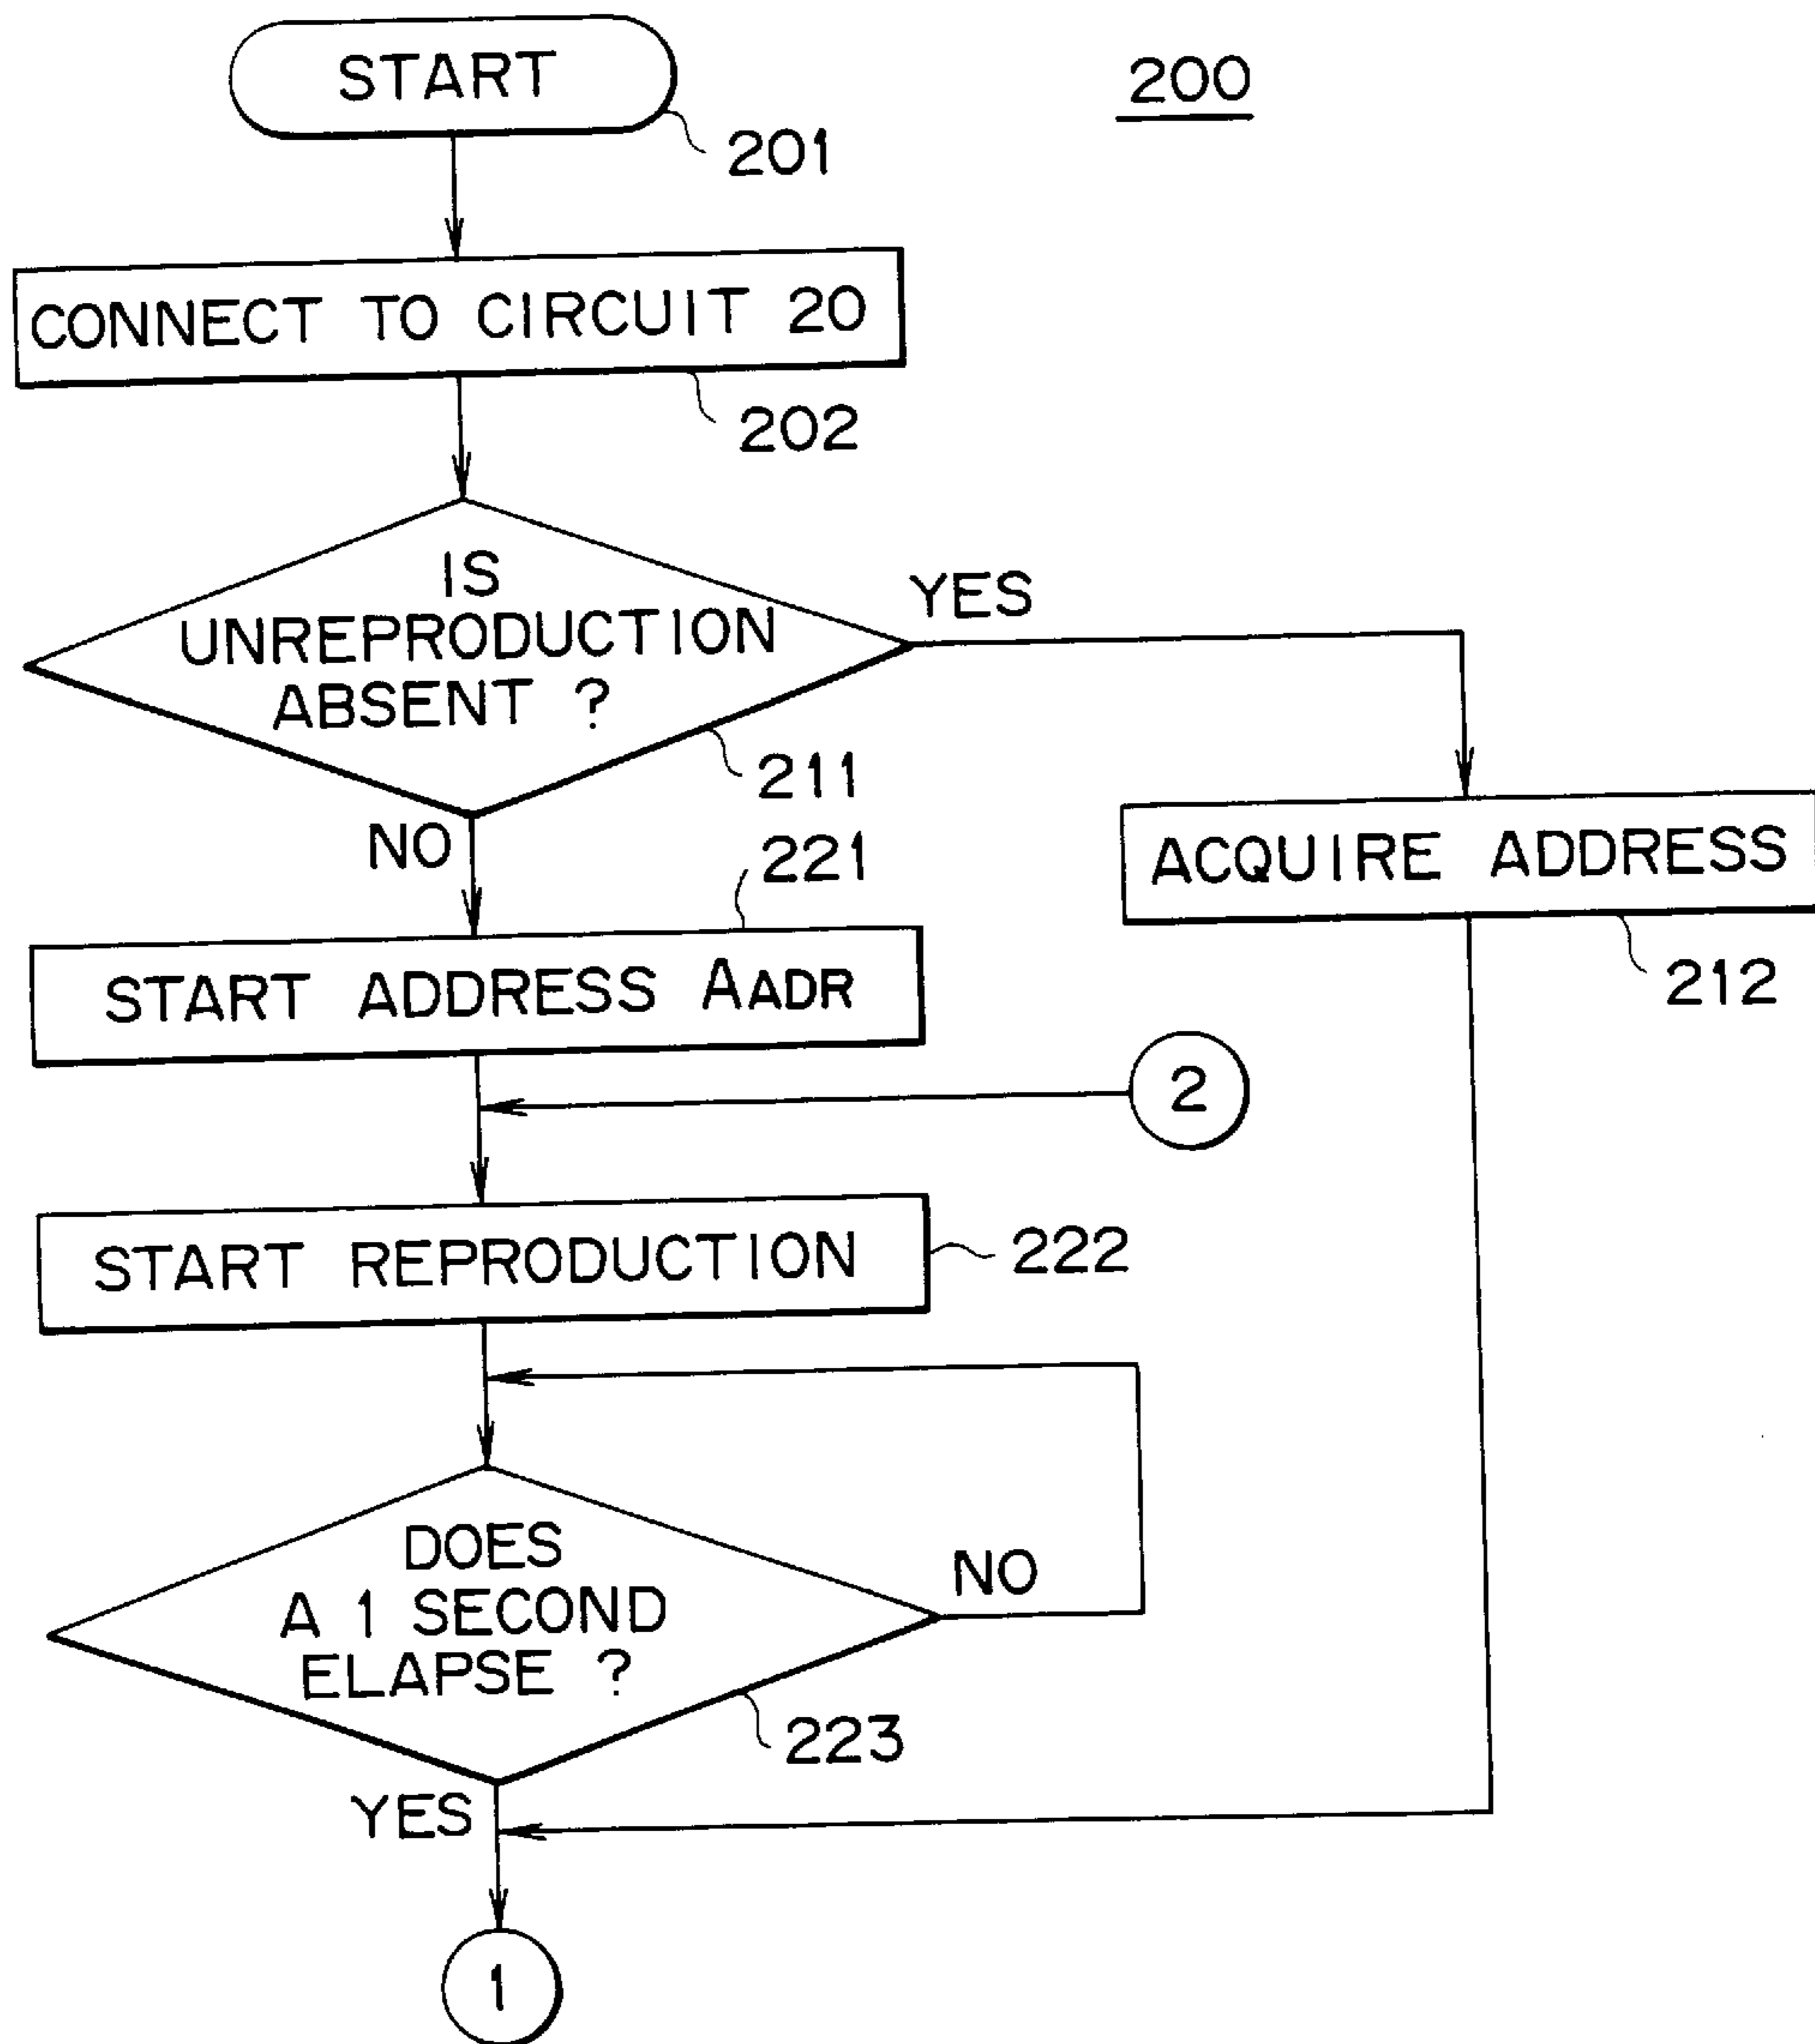 START
200
201
CONNECT TO CIRCUIT 20
202
IS
UNREPRODUCTION
ABSENT ?
YES
211
NO
221
ACQUIRE ADDRESS
212
START ADDRESS AADR
2
START REPRODUCTION
222
DOES
A 1 SECOND
ELAPSE ?
NO
223
YES
1